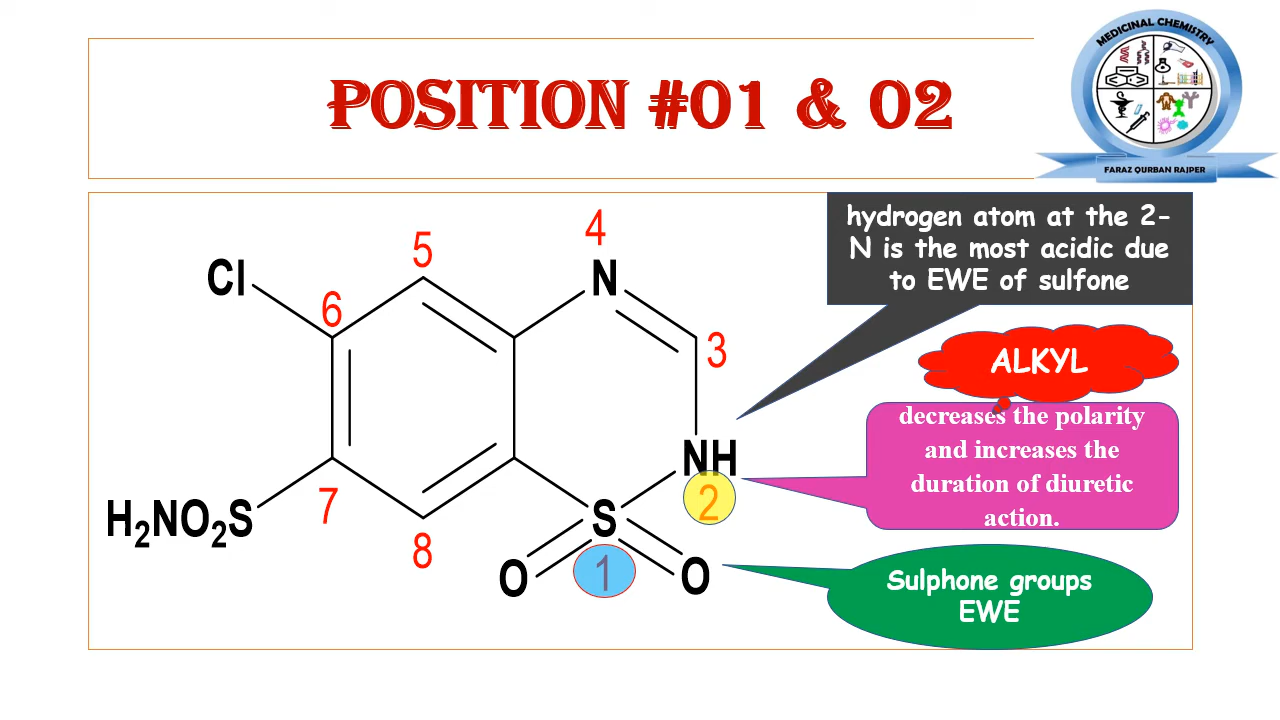 MEDICINAL CHEMISTRY
POSITION #01 & 02
FARAZ QURBAN RAJPER
hydrogen atom at the 2-
N is the most acidic due
to EWE of sulfone
4
5
Cl
N
6
3
ALKYL
decreases the polarity
and increases the
duration of diuretic
action.
NH
2
7
H₂NO₂S
S
8
O
1
O
Sulphone groups
EWE